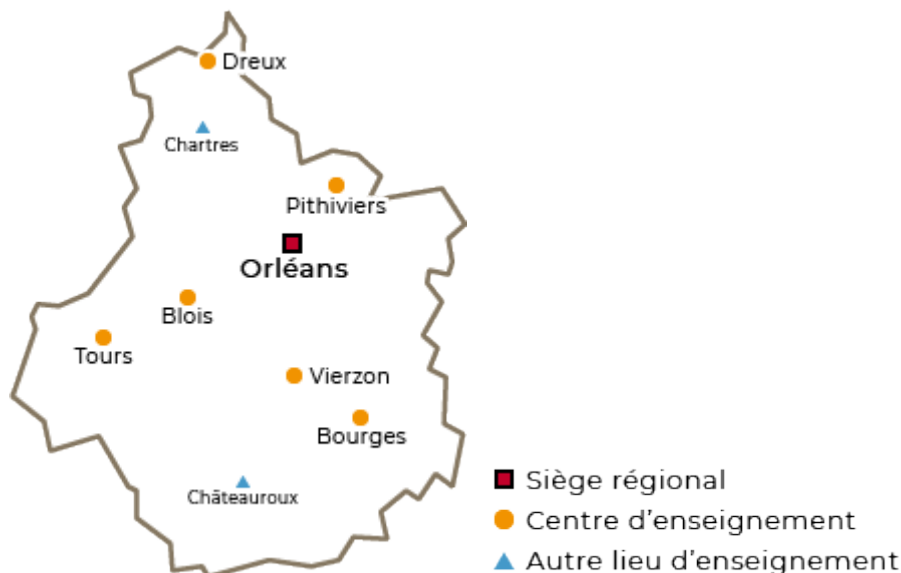 Dreux
Chartres
Pithiviers
Orléans
Blois
Tours
Vierzon
Bourges
Châteauroux
Siège régional
Centre d'enseignement
Autre lieu d'enseignement